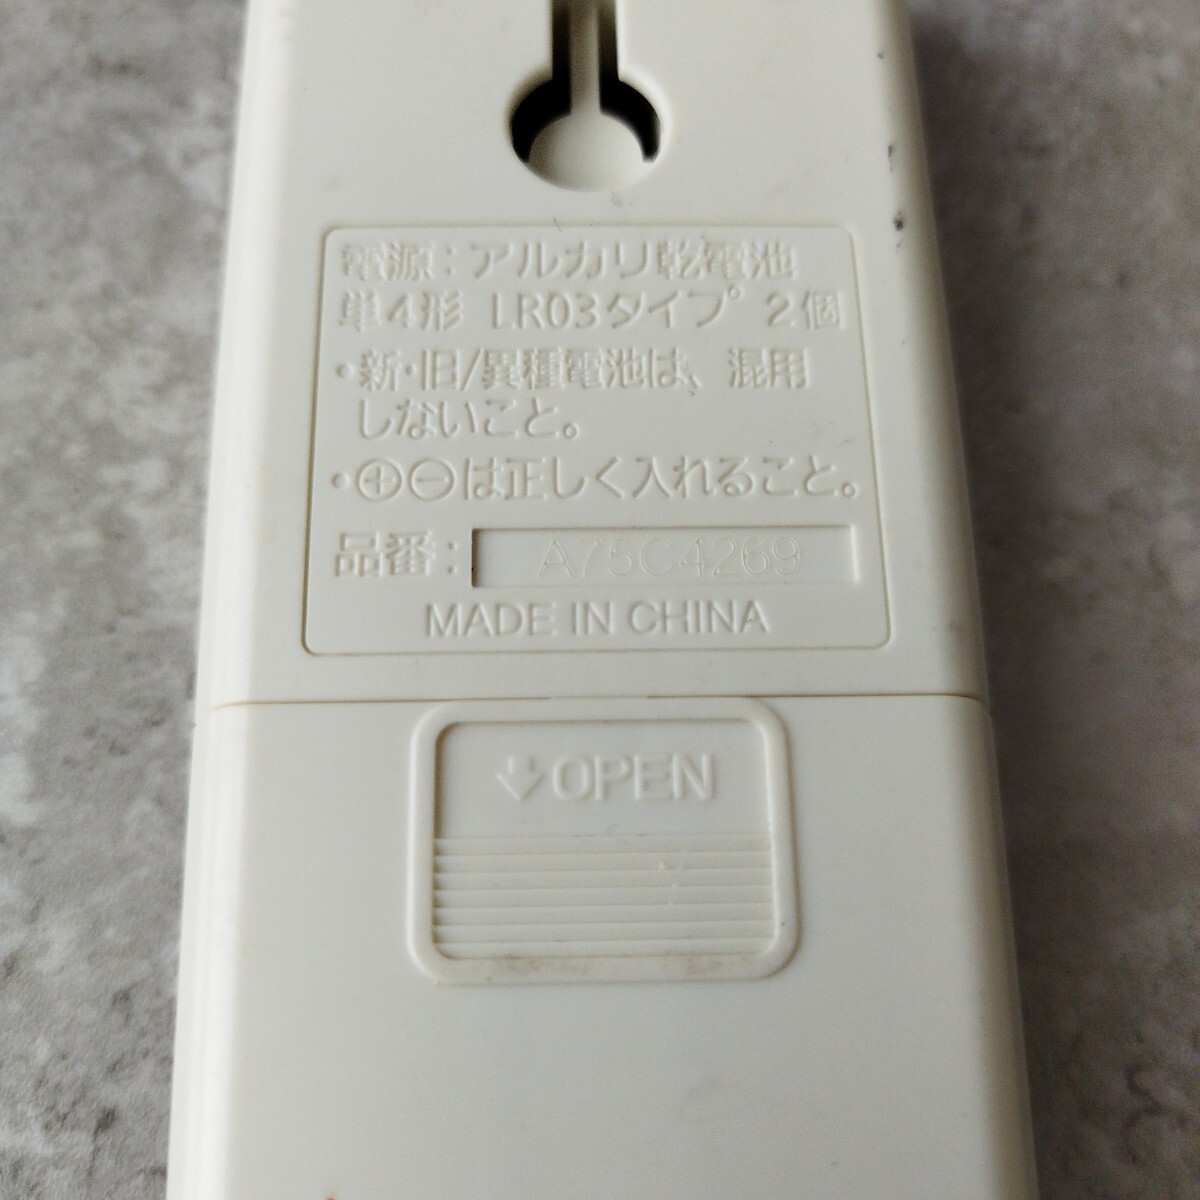 電源：アルカリ乾電池
単4形 LR03タイプ 2個
・新・旧/異種電池は、混用
しないこと。
・⊕⊖は正しく入れること。
品番：A75C4269
MADE IN CHINA
↓OPEN